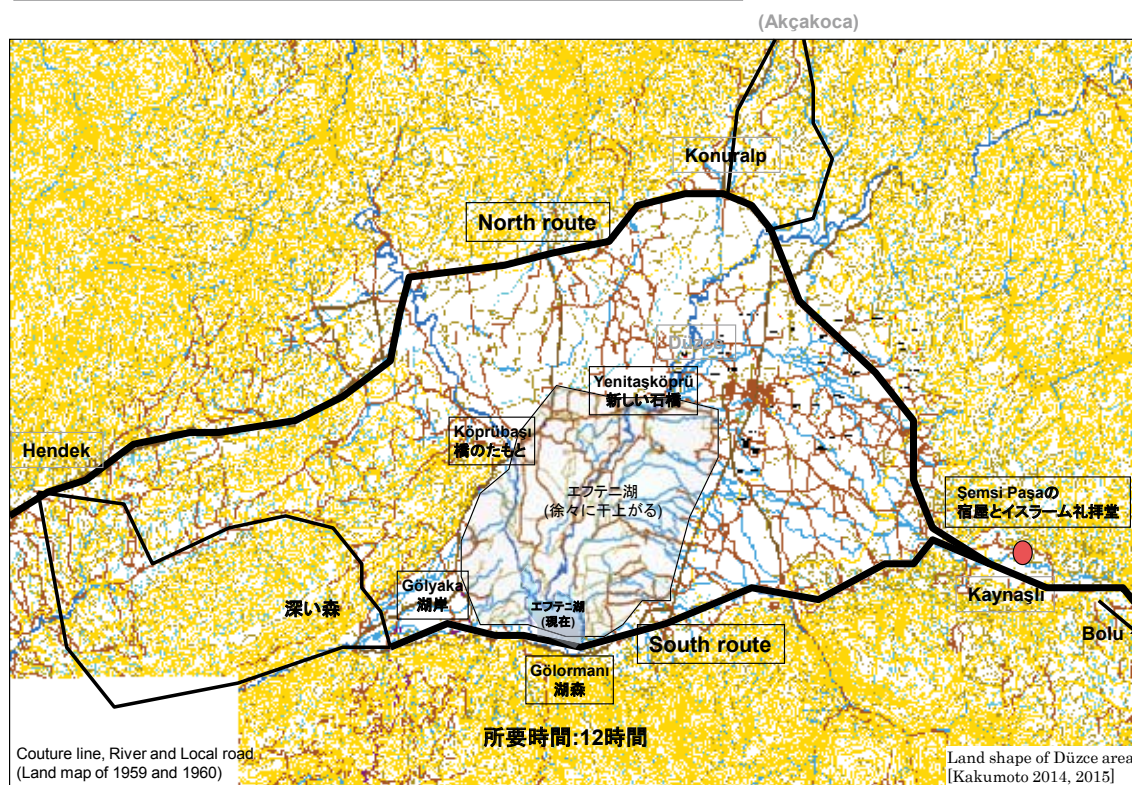 (Akçakoca)
Konuralp
North route
Düzce
Yenitaşköprü
新しい石橋
Köprübaşı
橋のたもと
Hendek
エフテニ湖
(徐々に干上がる)
Şemsi Paşaの
宿屋とイスラーム礼拝堂
Gölyaka
湖岸
深い森
エフテニ湖
(現在)
Kaynaşlı
Bolu
South route
Gölormanı
湖森
所要時間:12時間
Couture line, River and Local road
(Land map of 1959 and 1960)
Land shape of Düzce area
[Kakumoto 2014, 2015]